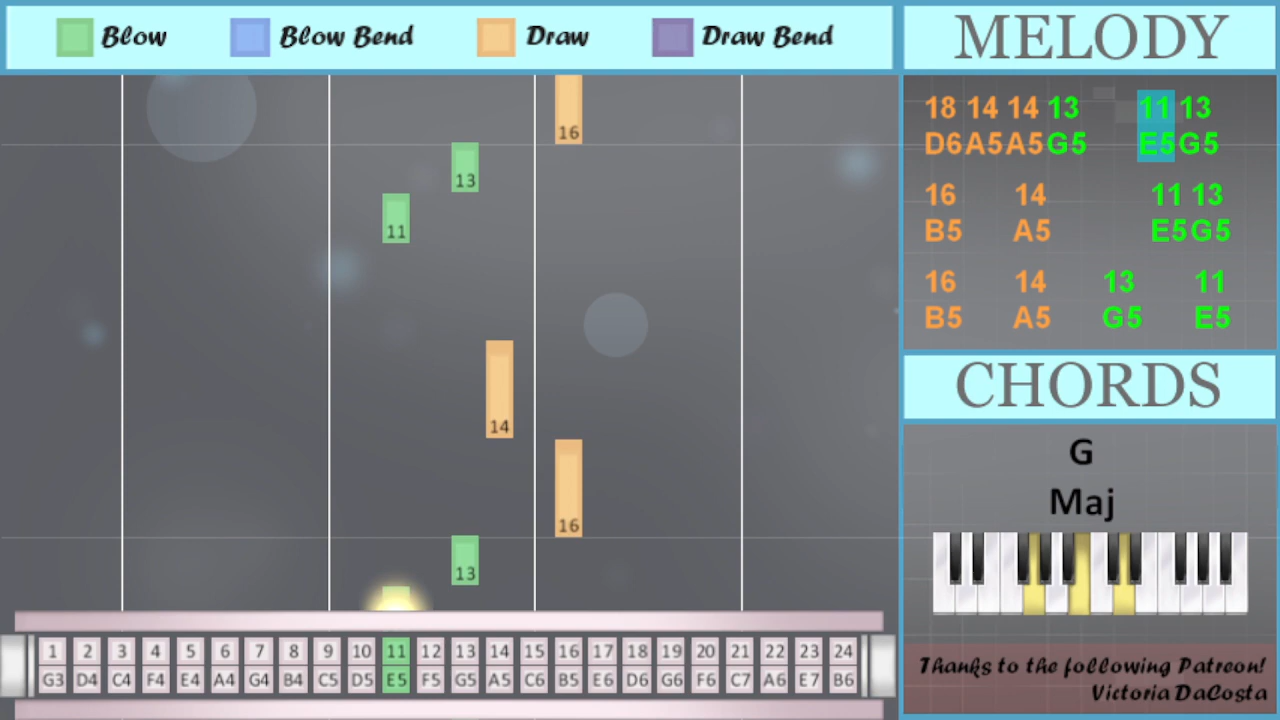 Blow Blow Bend Draw Draw Bend
MELODY
18 14 14 13 11 13
D6 A5 A5 G5 E5 G5
16 14 11 13
B5 A5 E5 G5
16 14 13 11
B5 A5 G5 E5
16
13
11
14
16
13
CHORDS
G
Maj
Thanks to the following Patreon!
Victoria DaCosta
1 2 3 4 5 6 7 8 9 10 11 12 13 14 15 16 17 18 19 20 21 22 23 24
G3 D4 C4 F4 E4 A4 G4 B4 C5 D5 E5 F5 G5 A5 C6 B5 E6 D6 G6 F6 C7 A6 E7 B6